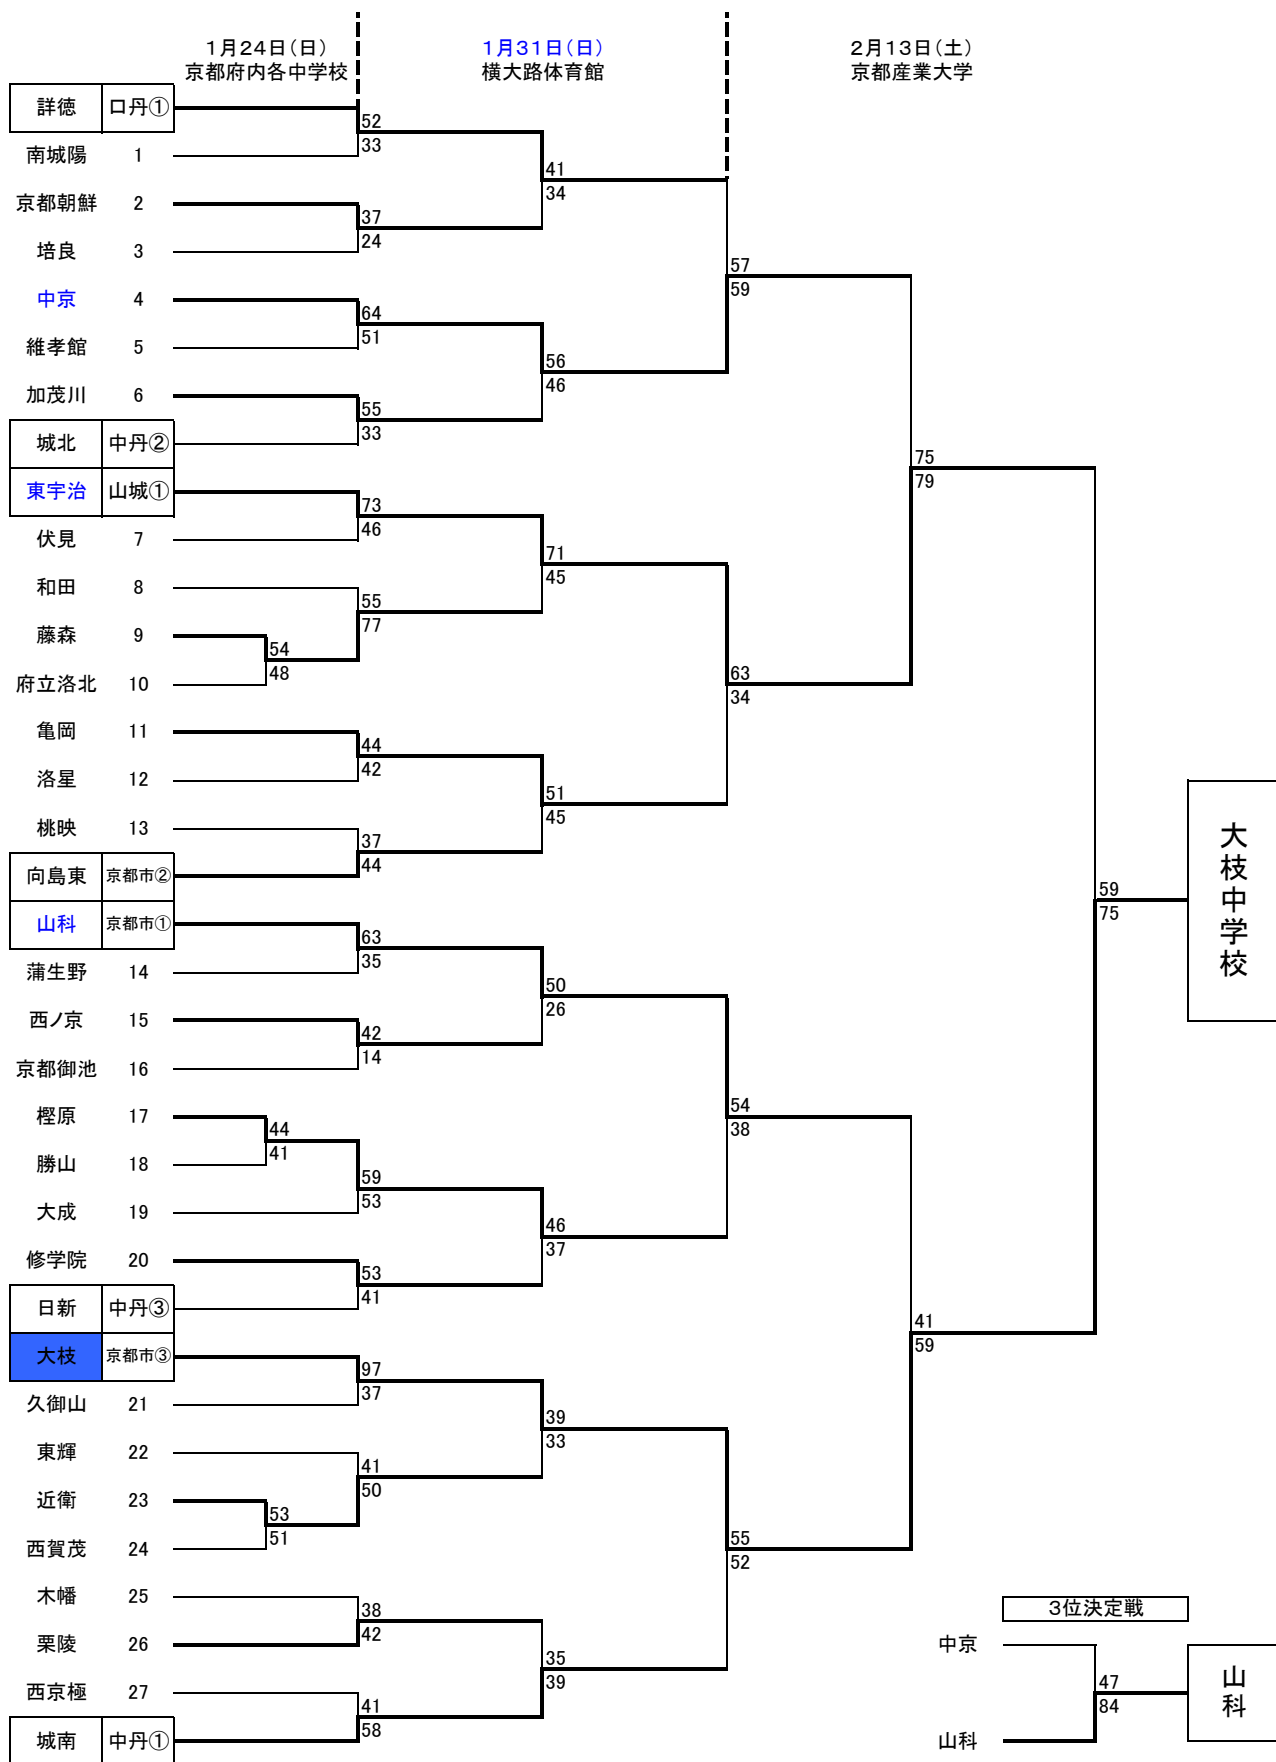 1月24日(日)
京都府内各中学校
1月31日(日)
横大路体育館
2月13日(土)
京都産業大学
詳徳 口丹①
52
33
南城陽 1
41
34
京都朝鮮 2
37
24
培良 3
57
59
中京 4
64
51
維孝館 5
56
46
加茂川 6
55
33
城北 中丹②
75
79
東宇治 山城①
73
46
伏見 7
71
45
和田 8
55
77
藤森 9
54
48
府立洛北 10
63
34
亀岡 11
44
42
洛星 12
51
45
桃映 13
37
44
向島東 京都市②
59
75
大枝中学校
山科 京都市①
63
35
蒲生野 14
50
26
西ノ京 15
42
14
京都御池 16
54
38
樫原 17
44
41
勝山 18
59
53
大成 19
46
37
修学院 20
53
41
日新 中丹③
41
59
大枝 京都市③
97
37
久御山 21
39
33
東輝 22
41
50
近衛 23
53
51
西賀茂 24
55
52
木幡 25
38
42
栗陵 26
35
39
西京極 27
41
58
城南 中丹①
3位決定戦
中京
47
84
山科
山科